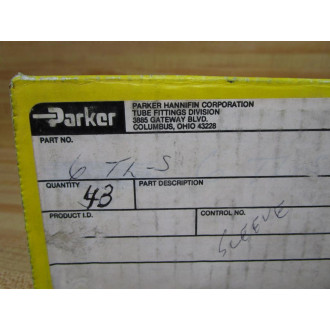 Parker
PARKER HANNIFIN CORPORATION
TUBE FITTINGS DIVISION
3885 GATEWAY BLVD.
COLUMBUS, OHIO 43228
PART NO.
6 TL-S
QUANTITY
PART DESCRIPTION
43
PRODUCT I.D.
CONTROL NO.
SLEEVE